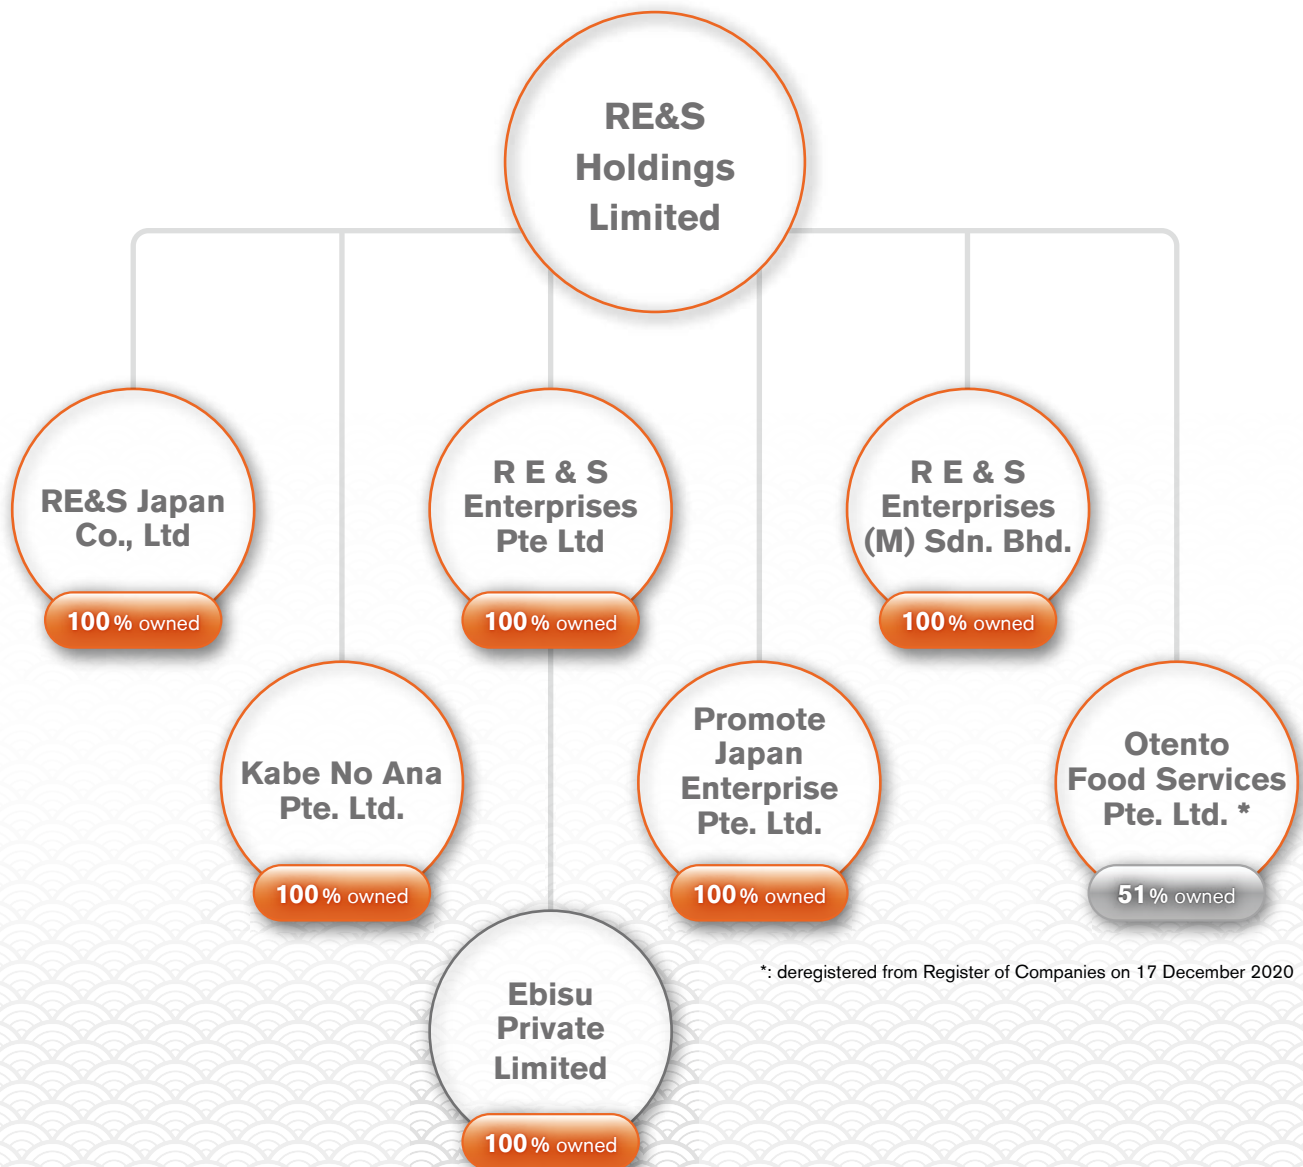 RE&S
Holdings
Limited
RE&S Japan
Co., Ltd
100% owned
R E & S
Enterprises
Pte Ltd
100% owned
R E & S
Enterprises
(M) Sdn. Bhd.
100% owned
Kabe No Ana
Pte. Ltd.
100% owned
Promote
Japan
Enterprise
Pte. Ltd.
100% owned
Otento
Food Services
Pte. Ltd. *
51% owned
*: deregistered from Register of Companies on 17 December 2020
Ebisu
Private
Limited
100% owned